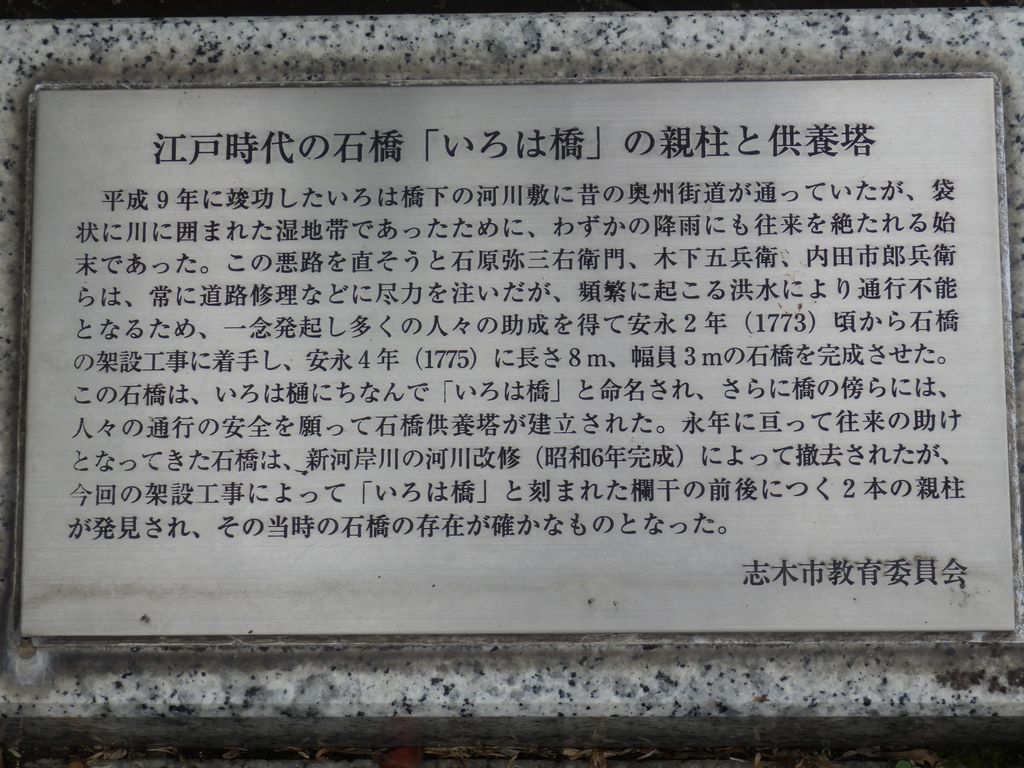 江戸時代の石橋「いろは橋」の親柱と供養塔
平成9年に竣功したいろは橋下の河川敷に昔の奥州街道が通っていたが、袋
状に川に囲まれた湿地帯であったために、わずかの降雨にも往来を絶たれる始
末であった。この悪路を直そうと石原弥三右衛門、木下五兵衛、内田市郎兵衛
らは、常に道路修理などに尽力を注いだが、頻繁に起こる洪水により通行不能
となるため、一念発起し多くの人々の助成を得て安永2年（1773）頃から石橋
の架設工事に着手し、安永4年（1775）に長さ8m、幅員3mの石橋を完成させた。
この石橋は、いろは樋にちなんで「いろは橋」と命名され、さらに橋の傍らには、
人々の通行の安全を願って石橋供養塔が建立された。永年に亘って往来の助け
となってきた石橋は、新河岸川の河川改修（昭和6年完成）によって撤去されたが、
今回の架設工事によって「いろは橋」と刻まれた欄干の前後につく2本の親柱
が発見され、その当時の石橋の存在が確かなものとなった。
志木市教育委員会